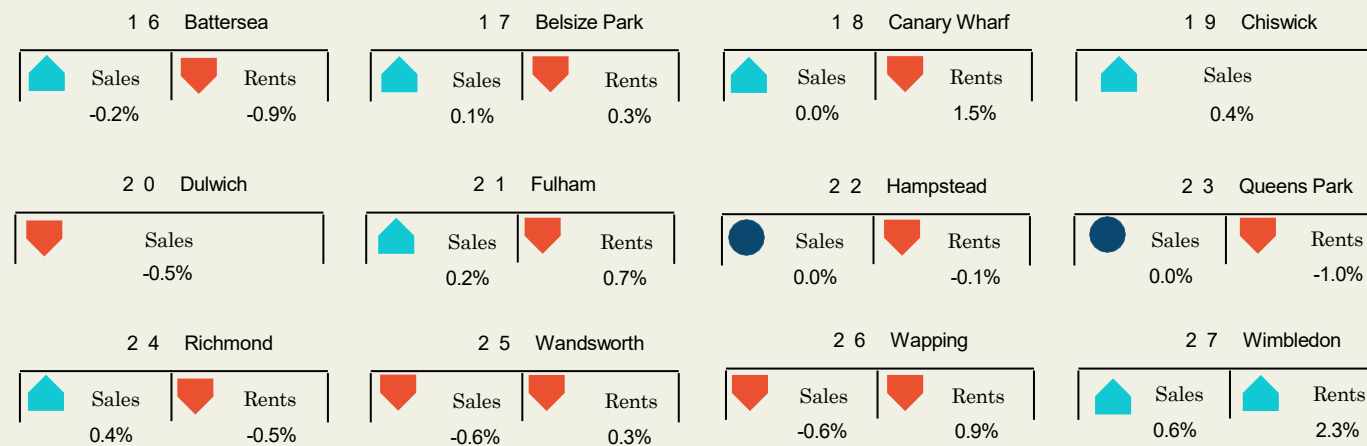 1 6 Battersea 1 7 Belsize Park 1 8 Canary Wharf 1 9 Chiswick
Sales Rents Sales Rents Sales Rents Sales
-0.2% -0.9% 0.1% 0.3% 0.0% 1.5% 0.4%
2 0 Dulwich 2 1 Fulham 2 2 Hampstead 2 3 Queens Park
Sales Sales Rents Sales Rents Sales Rents
-0.5% 0.2% 0.7% 0.0% -0.1% 0.0% -1.0%
2 4 Richmond 2 5 Wandsworth 2 6 Wapping 2 7 Wimbledon
Sales Rents Sales Rents Sales Rents Sales Rents
0.4% -0.5% -0.6% 0.3% -0.6% 0.9% 0.6% 2.3%